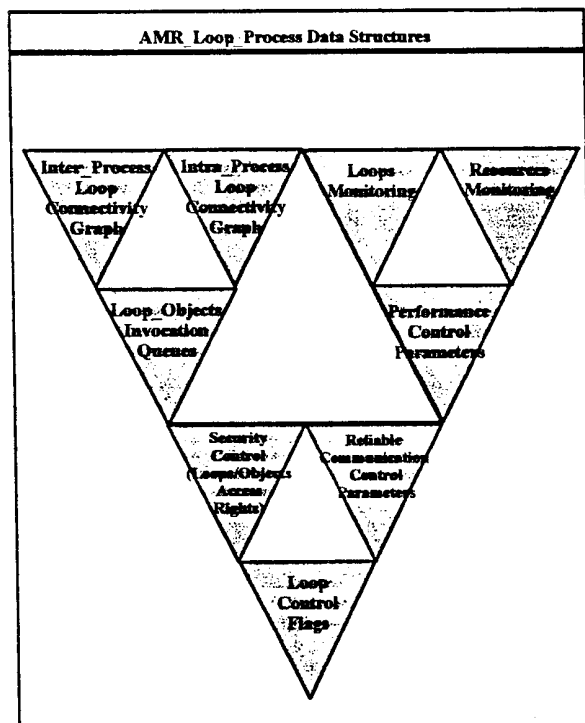 AMR_Loop_Process Data Structures
Inter_Process
Loop
Connectivity
Graph
Intra_Process
Loop
Connectivity
Graph
Loops
Monitoring
Resources
Monitoring
Loop_Objects
Invocation
Queues
Performance
Control
Parameters
Security
Control
(Loops/Objects
Access
Rights)
Reliable
Communication
Control
Parameters
Loop
Control
Flags